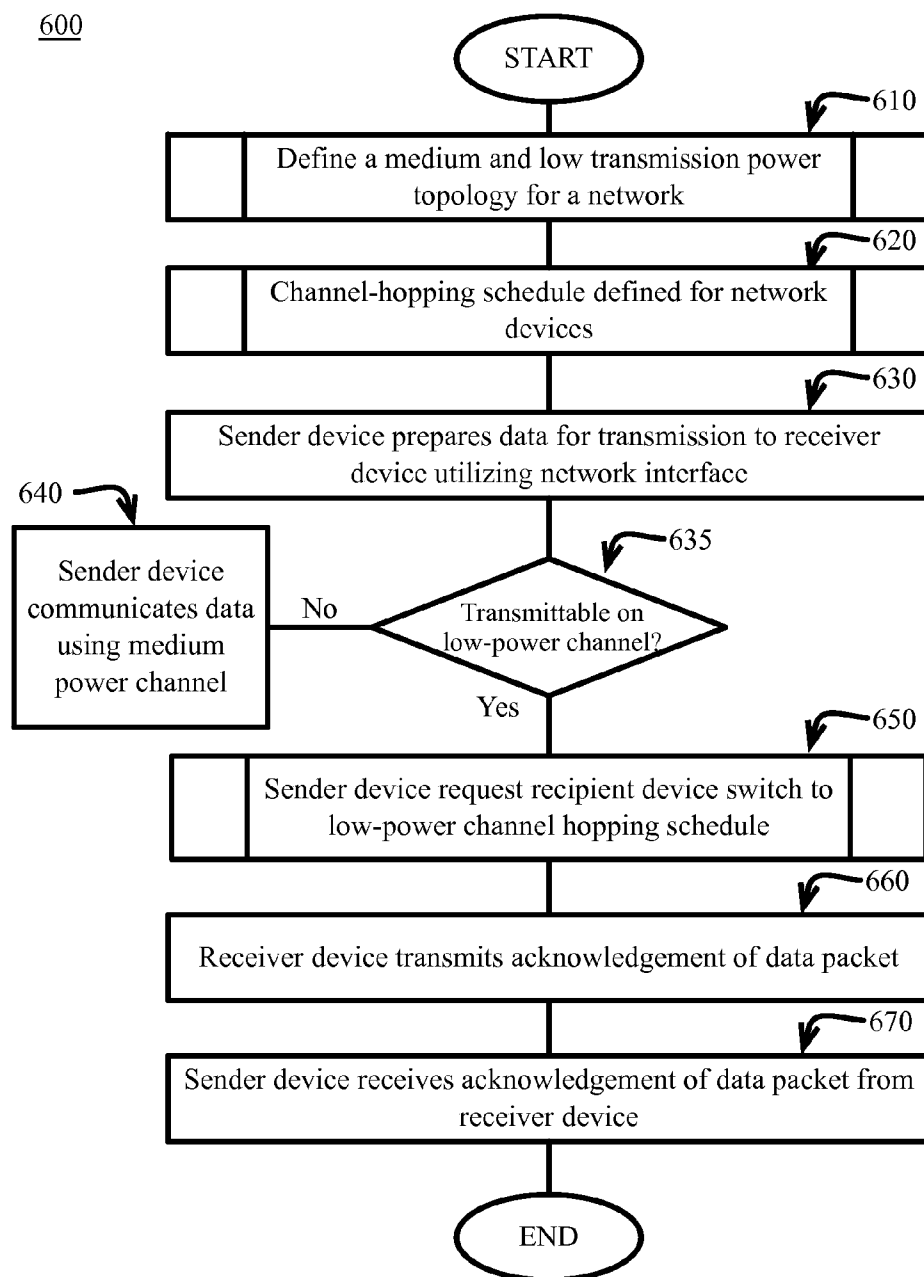 600
START
610
Define a medium and low transmission power
topology for a network
620
Channel-hopping schedule defined for network
devices
630
Sender device prepares data for transmission to receiver
device utilizing network interface
640
Sender device
communicates data
using medium
power channel
No
635
Transmittable on
low-power channel?
Yes
650
Sender device request recipient device switch to
low-power channel hopping schedule
660
Receiver device transmits acknowledgement of data packet
670
Sender device receives acknowledgement of data packet from
receiver device
END